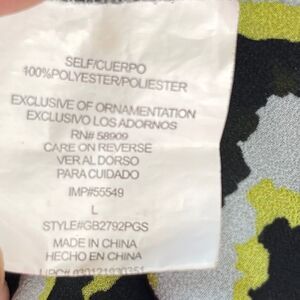 SELF/CUERPO
100%POLYESTER/POLIESTER
EXCLUSIVE OF ORNAMENTATION
EXCLUSIVO LOS ADORNOS
RN# 58909
CARE ON REVERSE
VER AL DORSO
PARA CUIDADO
IMP#55549
L
STYLE#GB2792PGS
MADE IN CHINA
HECHO EN CHINA
UPC#